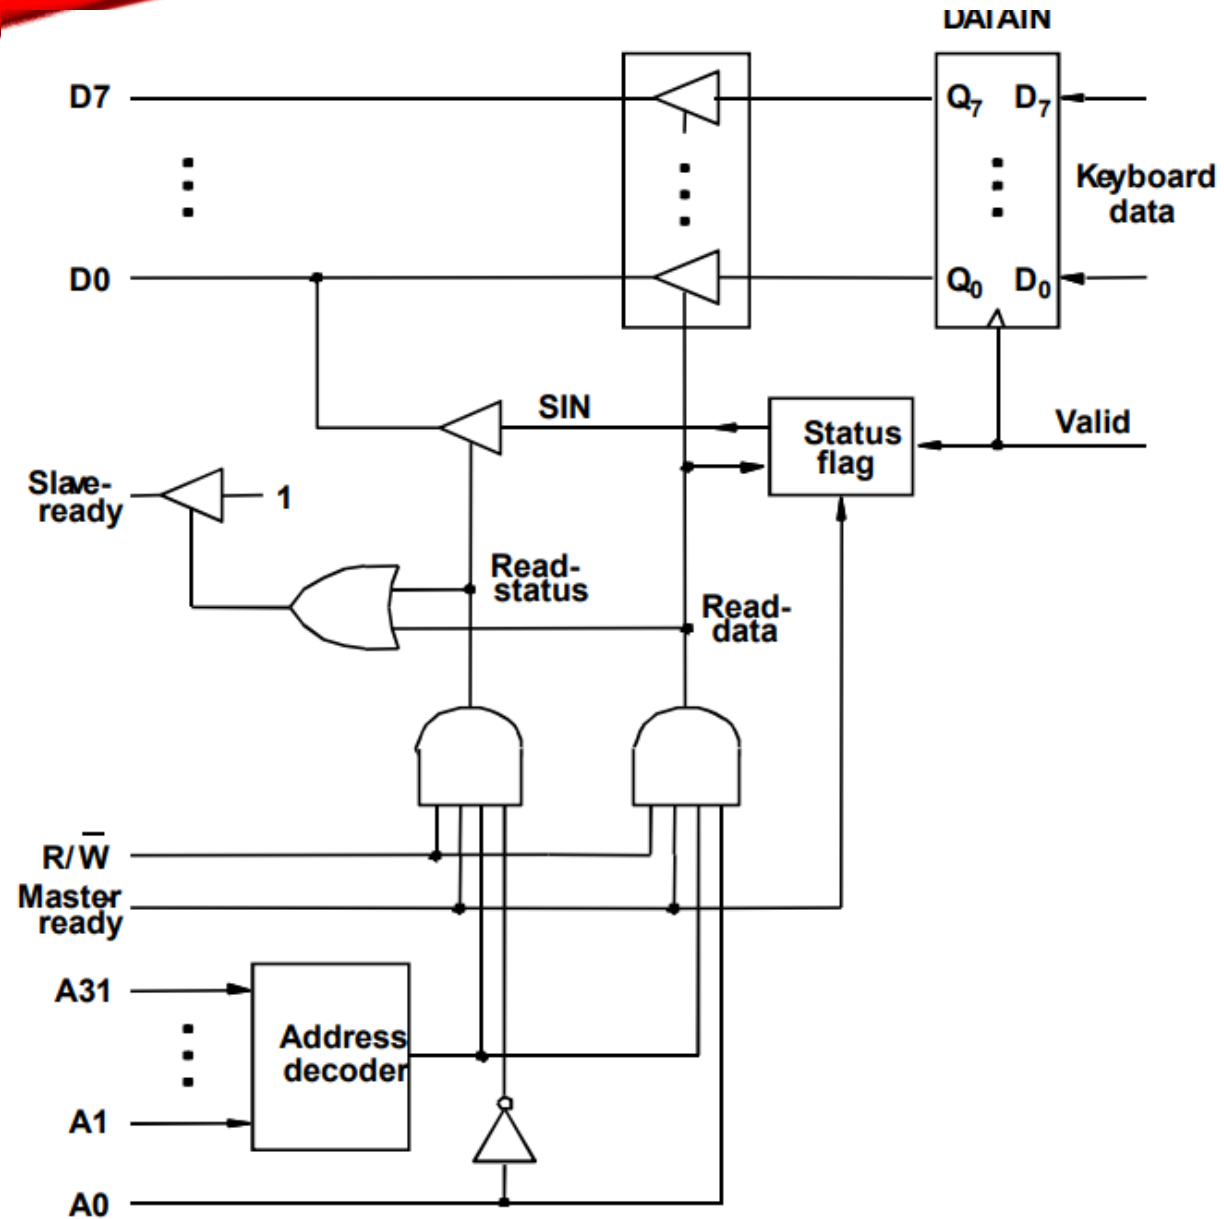 DATAIN
D7
Q7 D7
Keyboard
data
D0
Q0 D0
SIN
Status
flag
Valid
Slave-
ready
1
Read-
status
Read-
data
R/W̅
Master-
ready
A31
Address
decoder
A1
A0